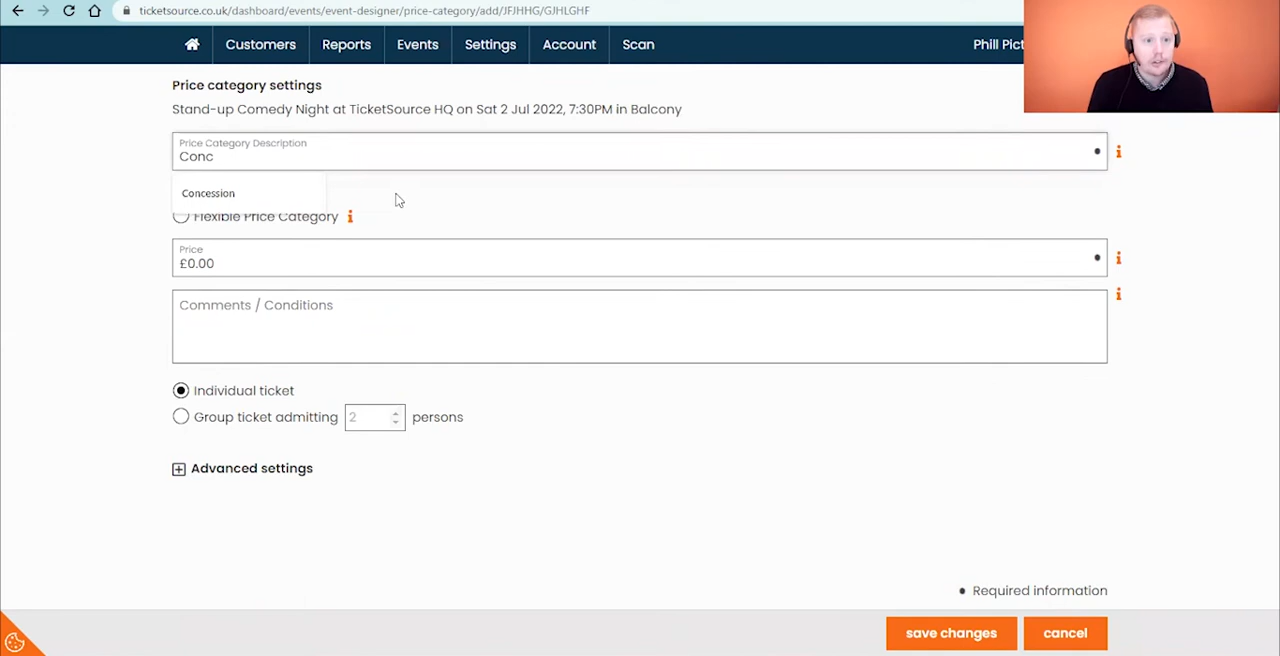 ticketsource.co.uk/dashboard/events/event-designer/price-category/add/JFJHHG/GJHLGHF
Customers Reports Events Settings Account Scan Phill Pict
Price category settings
Stand-up Comedy Night at TicketSource HQ on Sat 2 Jul 2022, 7:30PM in Balcony
Price Category Description
Conc
Concession
Flexible Price Category
Price
£0.00
Comments / Conditions
Individual ticket
Group ticket admitting 2 persons
Advanced settings
Required information
save changes cancel